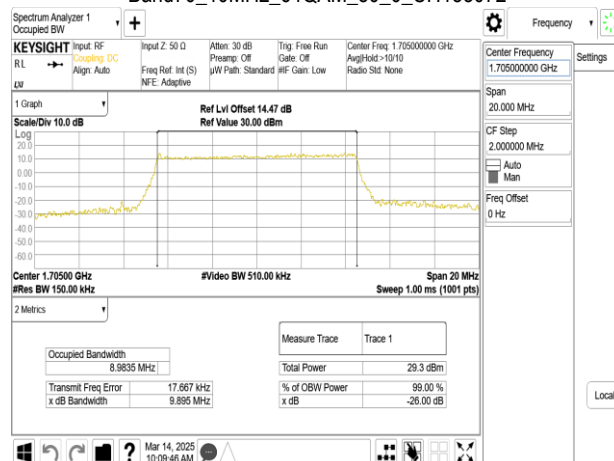 Spectrum Analyzer 1
Occupied BW
Frequency
KEYSIGHT
Input: RF
Coupling: DC
Align: Auto
RL
LXI
Input Z: 50 Ω
Freq Ref: Int (S)
NFE: Adaptive
Atten: 30 dB
Preamp: Off
µW Path: Standard
Trig: Free Run
Gate: Off
#IF Gain: Low
Center Freq: 1.705000000 GHz
Avg|Hold:>10/10
Radio Std: None
Center Frequency
1.705000000 GHz
Settings
Span
20.000 MHz
CF Step
2.000000 MHz
Auto
Man
Freq Offset
0 Hz
Local
1 Graph
Scale/Div 10.0 dB
Ref Lvl Offset 14.47 dB
Ref Value 30.00 dBm
Log
20.0
10.0
0.00
-10.0
-20.0
-30.0
-40.0
-50.0
-60.0
Center 1.70500 GHz
#Video BW 510.00 kHz
Span 20 MHz
#Res BW 150.00 kHz
Sweep 1.00 ms (1001 pts)
2 Metrics
Measure Trace Trace 1
Occupied Bandwidth
8.9835 MHz
Total Power 29.3 dBm
Transmit Freq Error 17.667 kHz
% of OBW Power 99.00 %
x dB Bandwidth 9.895 MHz
x dB -26.00 dB
?
Mar 14, 2025
10:09:46 AM